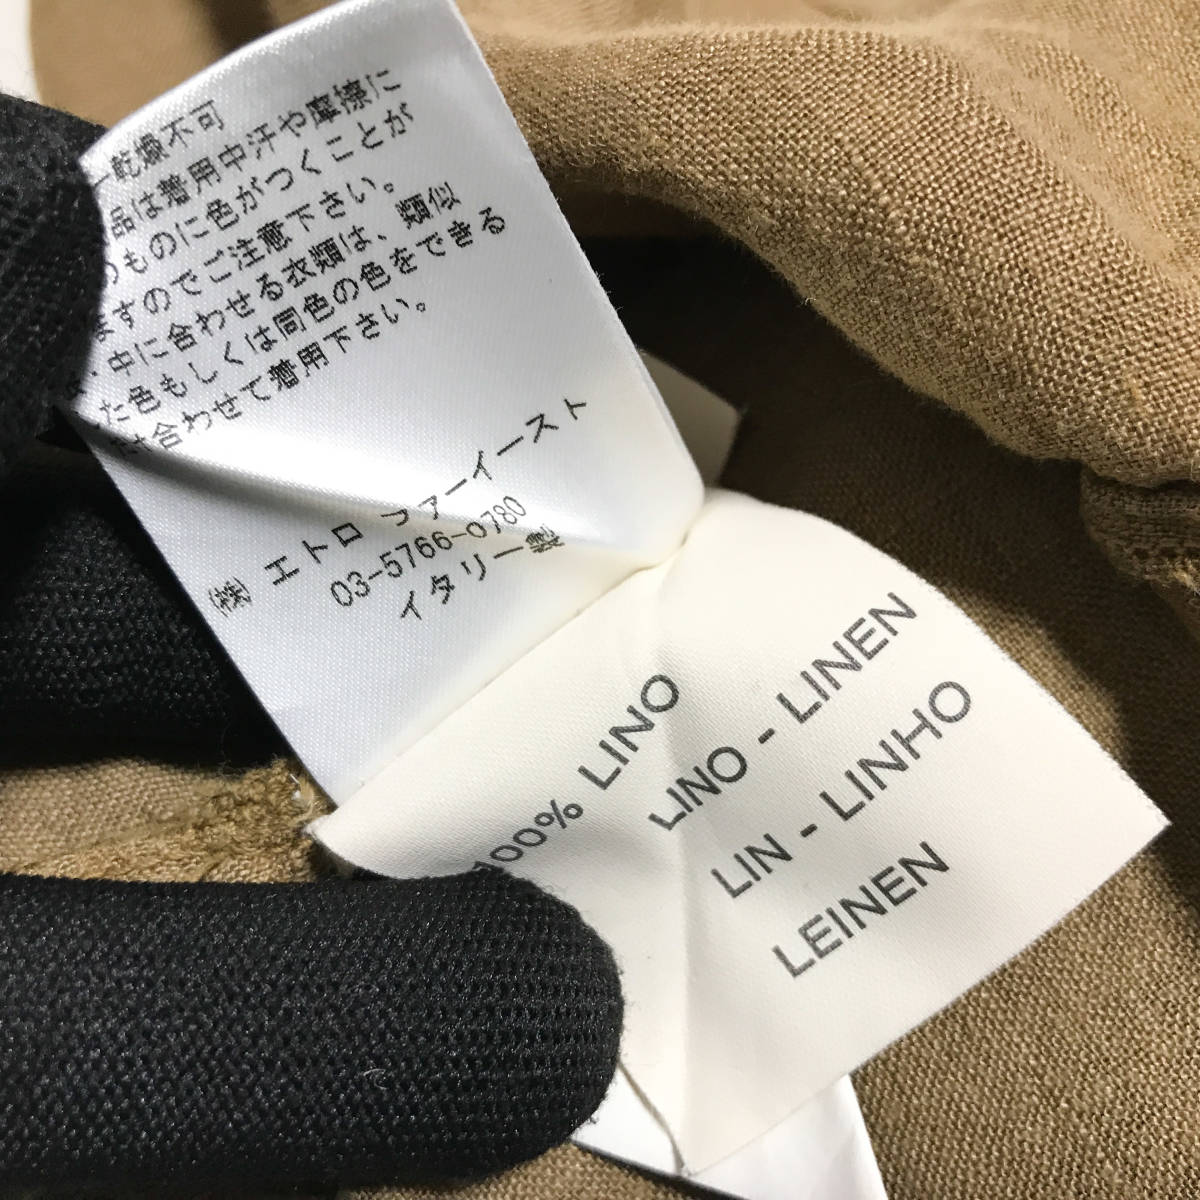 ー乾燥不可
品は着用中汗や摩擦に
ものに色がつくことが
ますのでご注意下さい。
、中に合わせる衣類は、類似
た色もしくは同色の色をできる
け合わせて着用下さい。
㈱ エトロ ファーイースト
03-5766-0780
イタリー製
100% LINO
LINO - LINEN
LIN - LINHO
LEINEN